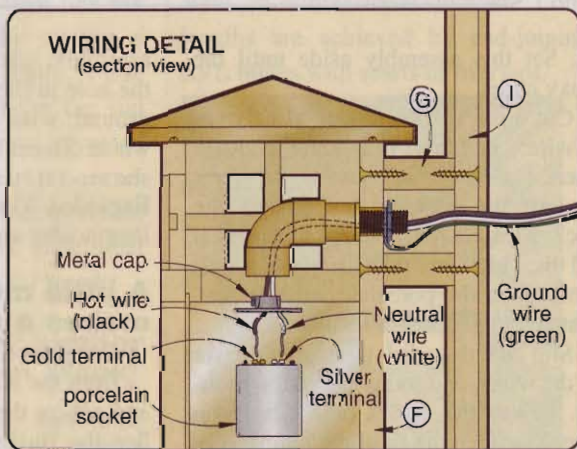 WIRING DETAIL
(section view)
G
I
Metal cap
Hot wire
(black)
Gold terminal
porcelain
socket
Neutral
wire
(white)
Silver
terminal
F
Ground
wire
(green)